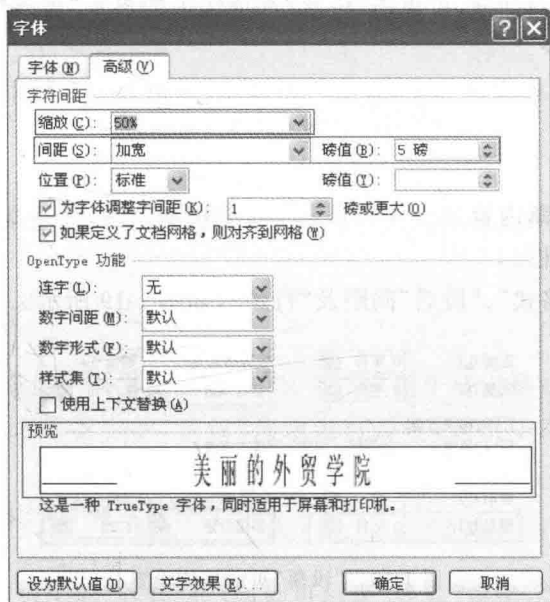 字体
字体(N) 高级(V)
字符间距
缩放(C): 50%
间距(S): 加宽 磅值(B): 5 磅
位置(P): 标准 磅值(Y):
为字体调整字间距(K): 1 磅或更大(O)
如果定义了文档网格，则对齐到网格(W)
OpenType 功能
连字(L): 无
数字间距(M): 默认
数字形式(F): 默认
样式集(T): 默认
使用上下文替换(A)
预览
美丽的外贸学院
这是一种 TrueType 字体，同时适用于屏幕和打印机。
设为默认值(D) 文字效果(E)... 确定 取消